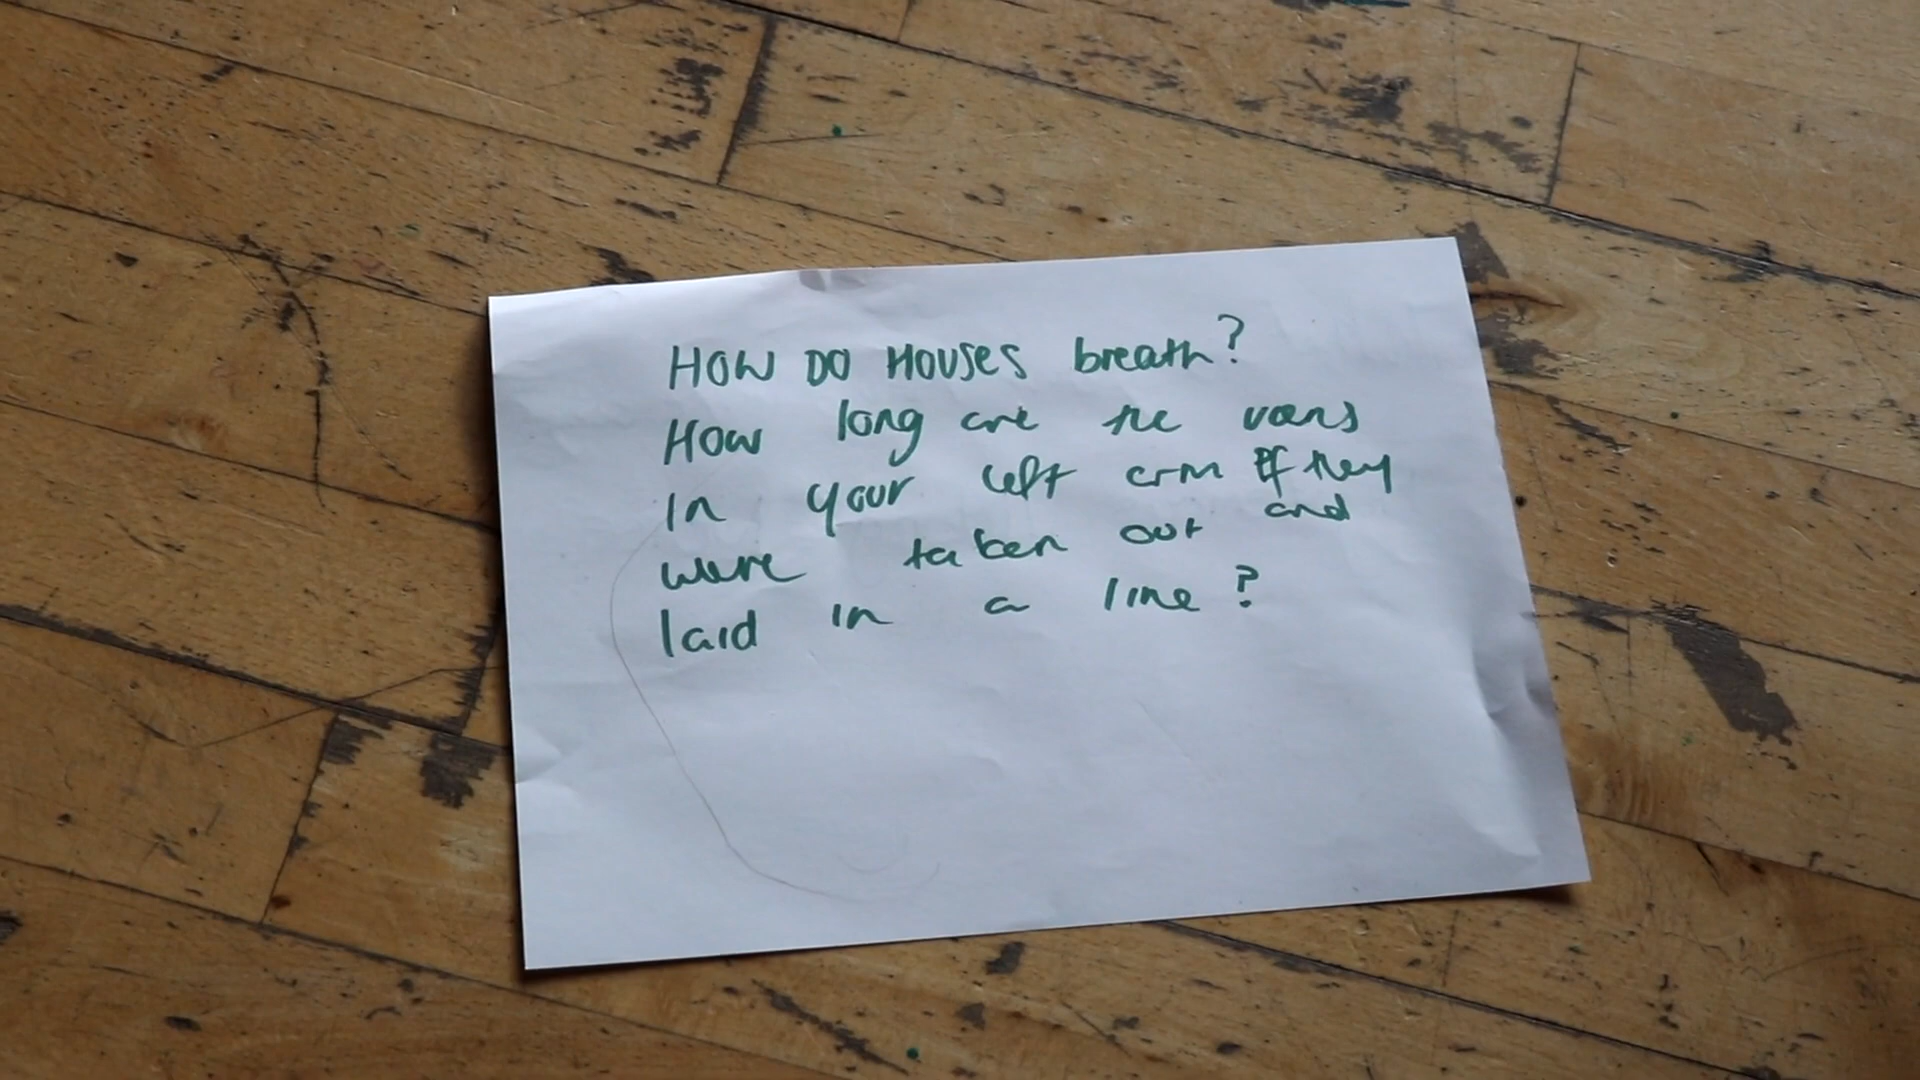 HOW DO HOUSES breath?
How long are the vains
in your left arm If they
were taken out and
laid in a line?